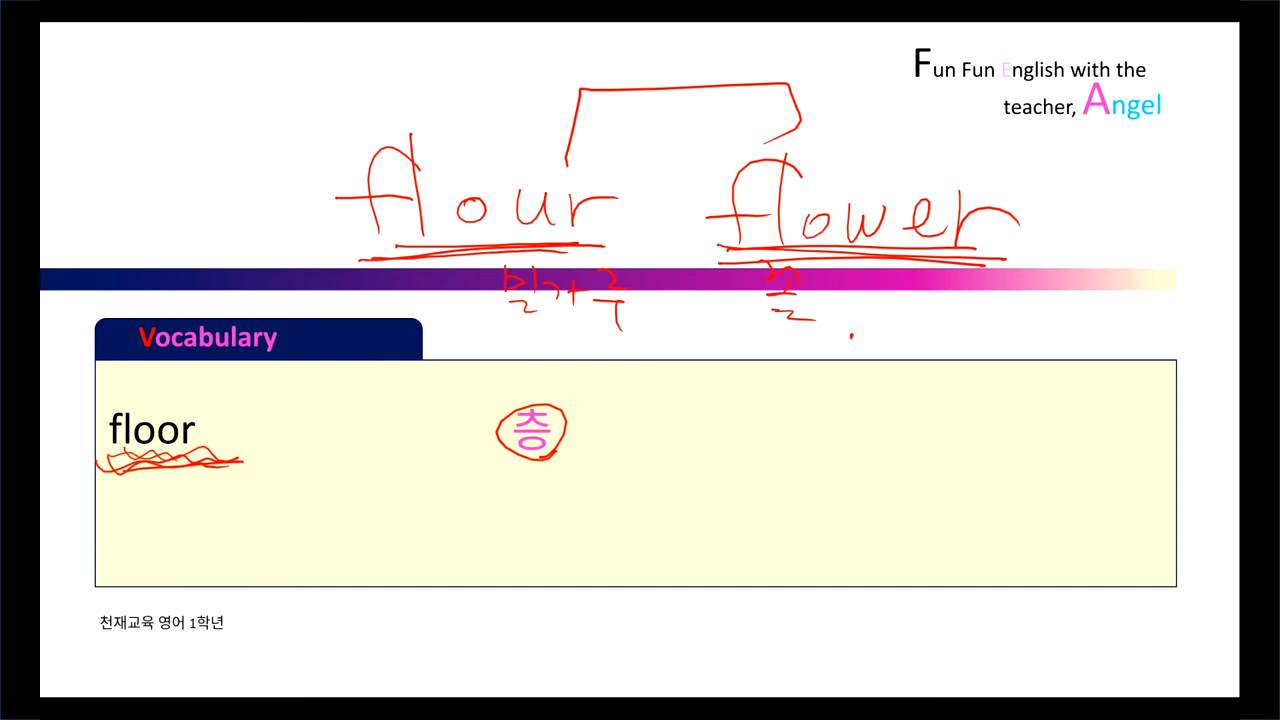 Fun Fun English with the
teacher, Angel
flour flower
밀가루 꽃
Vocabulary
floor 층
천재교육 영어 1학년